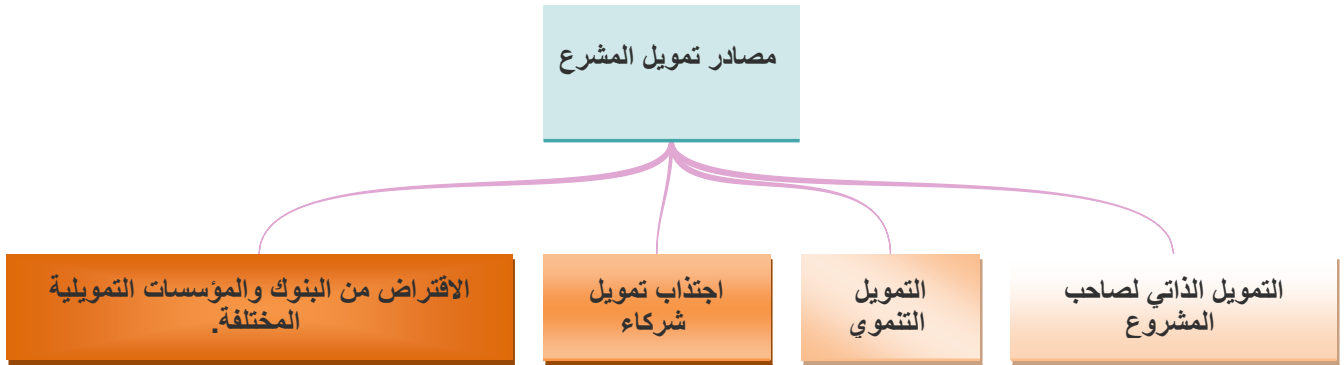 مصادر تمويل المشرع
التمويل الذاتي لصاحب
المشروع
التمويل
التنموي
اجتذاب تمويل
شركاء
الاقتراض من البنوك والمؤسسات التمويلية
المختلفة.